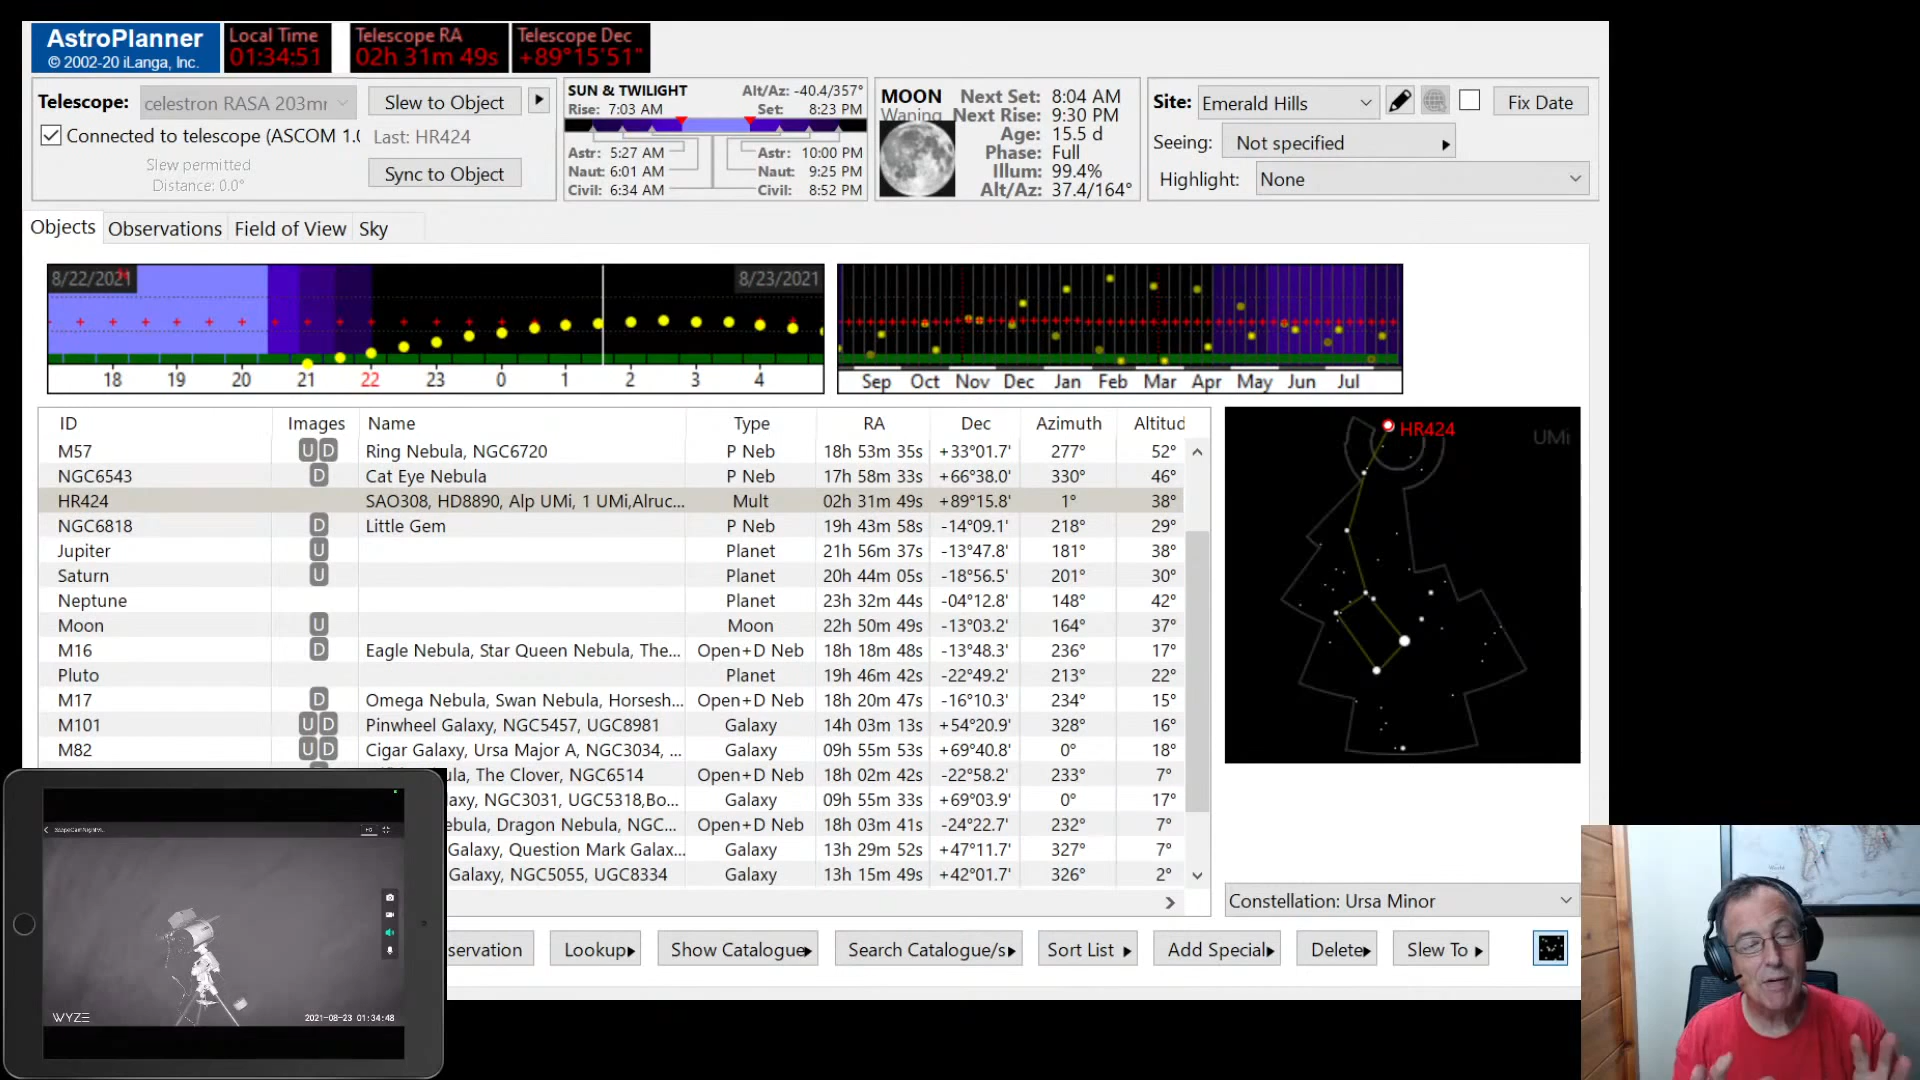 AstroPlanner
© 2002-20 iLanga, Inc.
Local Time
01:34:51
Telescope RA
02h 31m 49s
Telescope Dec
+89°15'51"
Telescope:
celestron RASA 203mm
Slew to Object
Connected to telescope (ASCOM 1.0
Last: HR424
Slew permitted
Distance: 0.0°
Sync to Object
SUN & TWILIGHT
Alt/Az: -40.4/357°
Rise: 7:03 AM
Set: 8:23 PM
Astr: 5:27 AM
Astr: 10:00 PM
Naut: 6:01 AM
Naut: 9:25 PM
Civil: 6:34 AM
Civil: 8:52 PM
MOON
Next Set: 8:04 AM
Waning
Next Rise: 9:30 PM
Age: 15.5 d
Phase: Full
Illum: 99.4%
Alt/Az: 37.4/164°
Site: Emerald Hills
Fix Date
Seeing: Not specified
Highlight: None
Objects Observations Field of View Sky
8/22/2021 8/23/2021
18 19 20 21 22 23 0 1 2 3 4
Sep Oct Nov Dec Jan Feb Mar Apr May Jun Jul
ID Images Name Type RA Dec Azimuth Altitud
M57 U D Ring Nebula, NGC6720 P Neb 18h 53m 35s +33°01.7' 277° 52°
NGC6543 D Cat Eye Nebula P Neb 17h 58m 33s +66°38.0' 330° 46°
HR424 SAO308, HD8890, Alp UMi, 1 UMi,Alruc... Mult 02h 31m 49s +89°15.8' 1° 38°
NGC6818 D Little Gem P Neb 19h 43m 58s -14°09.1' 218° 29°
Jupiter U Planet 21h 56m 37s -13°47.8' 181° 38°
Saturn U Planet 20h 44m 05s -18°56.5' 201° 30°
Neptune Planet 23h 32m 44s -04°12.8' 148° 42°
Moon U Moon 22h 50m 49s -13°03.2' 164° 37°
M16 D Eagle Nebula, Star Queen Nebula, The... Open+D Neb 18h 18m 48s -13°48.3' 236° 17°
Pluto Planet 19h 46m 42s -22°49.2' 213° 22°
M17 D Omega Nebula, Swan Nebula, Horsesh... Open+D Neb 18h 20m 47s -16°10.3' 234° 15°
M101 U D Pinwheel Galaxy, NGC5457, UGC8981 Galaxy 14h 03m 13s +54°20.9' 328° 16°
M82 U D Cigar Galaxy, Ursa Major A, NGC3034, ... Galaxy 09h 55m 53s +69°40.8' 0° 18°
ula, The Clover, NGC6514 Open+D Neb 18h 02m 42s -22°58.2' 233° 7°
laxy, NGC3031, UGC5318,Bo... Galaxy 09h 55m 33s +69°03.9' 0° 17°
ebula, Dragon Nebula, NGC... Open+D Neb 18h 03m 41s -24°22.7' 232° 7°
Galaxy, Question Mark Galax... Galaxy 13h 29m 52s +47°11.7' 327° 7°
Galaxy, NGC5055, UGC8334 Galaxy 13h 15m 49s +42°01.7' 326° 2°
HR424
UMi
Constellation: Ursa Minor
servation Lookup Show Catalogue Search Catalogue/s Sort List Add Special Delete Slew To
WYZE
2021-08-23 01:34:48